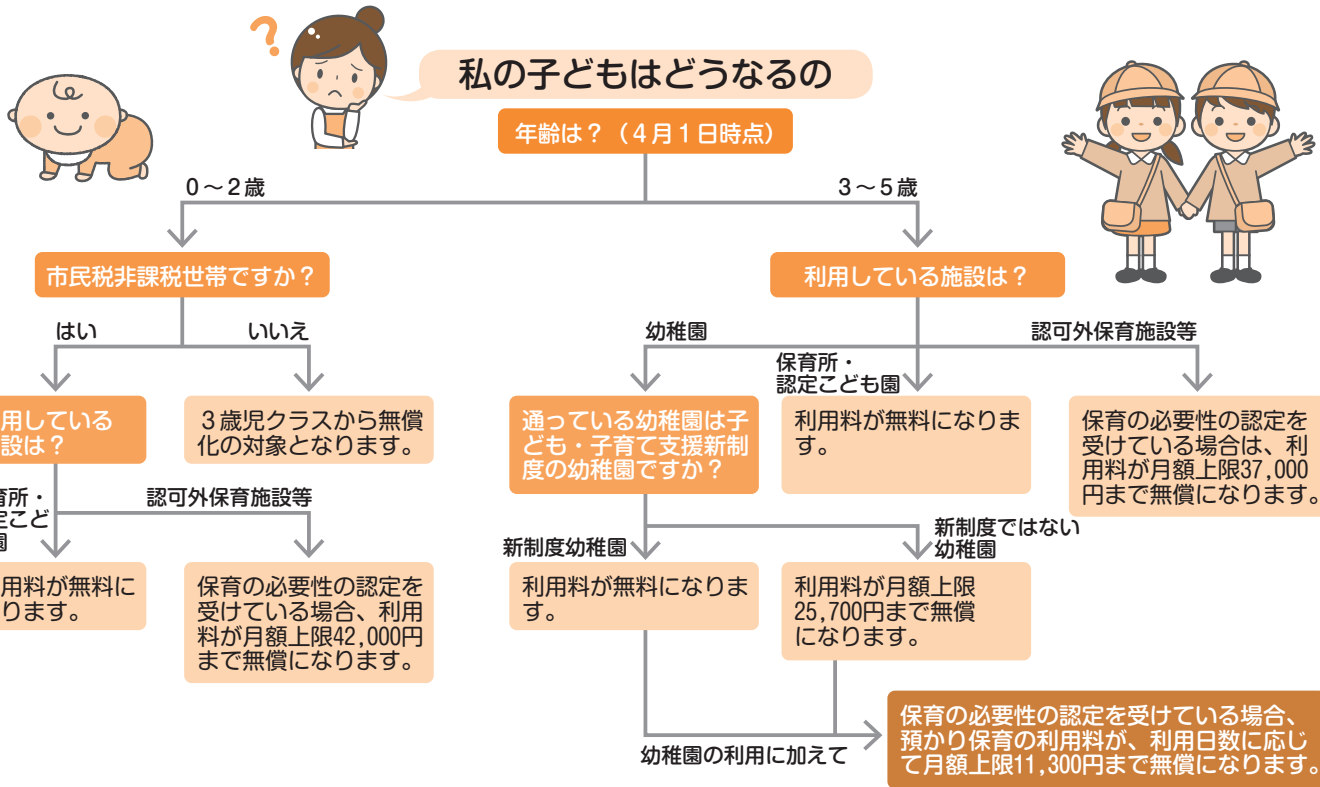 ?
私の子どもはどうなるの
年齢は？（４月１日時点）
０～２歳
３～５歳
市民税非課税世帯ですか？
利用している施設は？
はい
いいえ
幼稚園
保育所・
認定こども園
認可外保育施設等
用している
設は？
３歳児クラスから無償
化の対象となります。
通っている幼稚園は子
ども・子育て支援新制
度の幼稚園ですか？
利用料が無料になりま
す。
保育の必要性の認定を
受けている場合は、利
用料が月額上限37,000
円まで無償になります。
育所・
定こど
園
認可外保育施設等
新制度幼稚園
新制度ではない
幼稚園
用料が無料に
ります。
保育の必要性の認定を
受けている場合、利用
料が月額上限42,000円
まで無償になります。
利用料が無料になりま
す。
利用料が月額上限
25,700円まで無償
になります。
幼稚園の利用に加えて
保育の必要性の認定を受けている場合、
預かり保育の利用料が、利用日数に応じ
て月額上限11,300円まで無償になります。